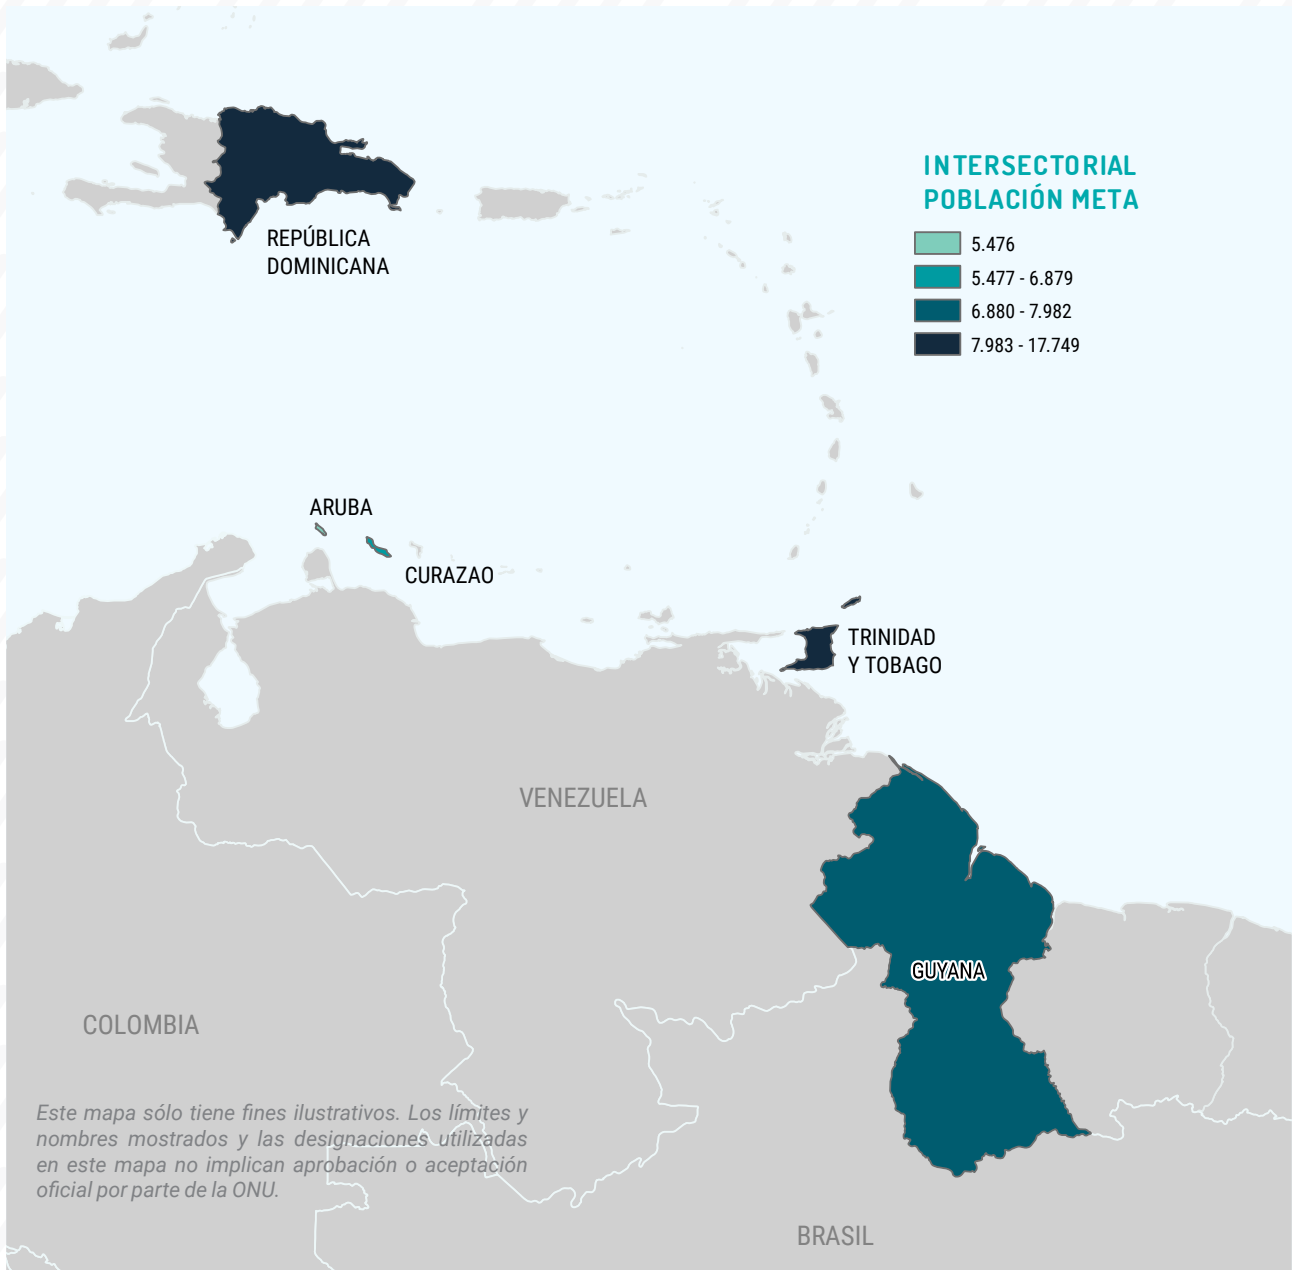 INTERSECTORIAL
POBLACIÓN META
5.476
5.477 - 6.879
6.880 - 7.982
7.983 - 17.749
REPÚBLICA
DOMINICANA
ARUBA
CURAZAO
TRINIDAD
Y TOBAGO
VENEZUELA
GUYANA
COLOMBIA
Este mapa sólo tiene fines ilustrativos. Los límites y
nombres mostrados y las designaciones utilizadas
en este mapa no implican aprobación o aceptación
oficial por parte de la ONU.
BRASIL